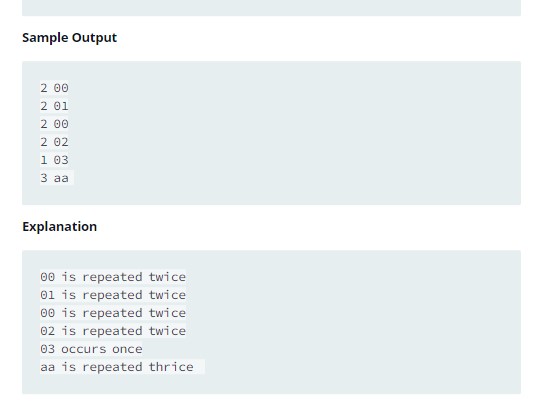 Sample Output
2 00
2 01
2 00
2 02
1 03
3 aa
Explanation
00 is repeated twice
01 is repeated twice
00 is repeated twice
02 is repeated twice
03 occurs once
aa is repeated thrice